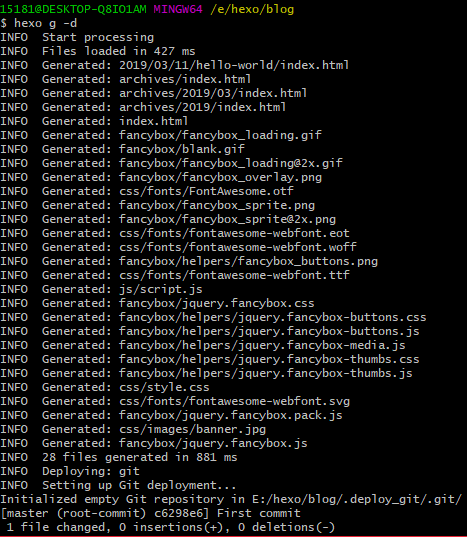 15181@DESKTOP-Q8IO1AM MINGW64 /e/hexo/blog
$ hexo g -d
INFO  Start processing
INFO  Files loaded in 427 ms
INFO  Generated: 2019/03/11/hello-world/index.html
INFO  Generated: archives/index.html
INFO  Generated: archives/2019/03/index.html
INFO  Generated: archives/2019/index.html
INFO  Generated: index.html
INFO  Generated: fancybox/fancybox_loading.gif
INFO  Generated: fancybox/blank.gif
INFO  Generated: fancybox/fancybox_loading@2x.gif
INFO  Generated: fancybox/fancybox_overlay.png
INFO  Generated: css/fonts/FontAwesome.otf
INFO  Generated: fancybox/fancybox_sprite.png
INFO  Generated: fancybox/fancybox_sprite@2x.png
INFO  Generated: css/fonts/fontawesome-webfont.eot
INFO  Generated: css/fonts/fontawesome-webfont.woff
INFO  Generated: fancybox/helpers/fancybox_buttons.png
INFO  Generated: css/fonts/fontawesome-webfont.ttf
INFO  Generated: js/script.js
INFO  Generated: fancybox/jquery.fancybox.css
INFO  Generated: fancybox/helpers/jquery.fancybox-buttons.css
INFO  Generated: fancybox/helpers/jquery.fancybox-buttons.js
INFO  Generated: fancybox/helpers/jquery.fancybox-media.js
INFO  Generated: fancybox/helpers/jquery.fancybox-thumbs.css
INFO  Generated: fancybox/helpers/jquery.fancybox-thumbs.js
INFO  Generated: css/style.css
INFO  Generated: css/fonts/fontawesome-webfont.svg
INFO  Generated: fancybox/jquery.fancybox.pack.js
INFO  Generated: css/images/banner.jpg
INFO  Generated: fancybox/jquery.fancybox.js
INFO  28 files generated in 881 ms
INFO  Deploying: git
INFO  Setting up Git deployment...
Initialized empty Git repository in E:/hexo/blog/.deploy_git/.git/
[master (root-commit) c6298e6] First commit
 1 file changed, 0 insertions(+), 0 deletions(-)